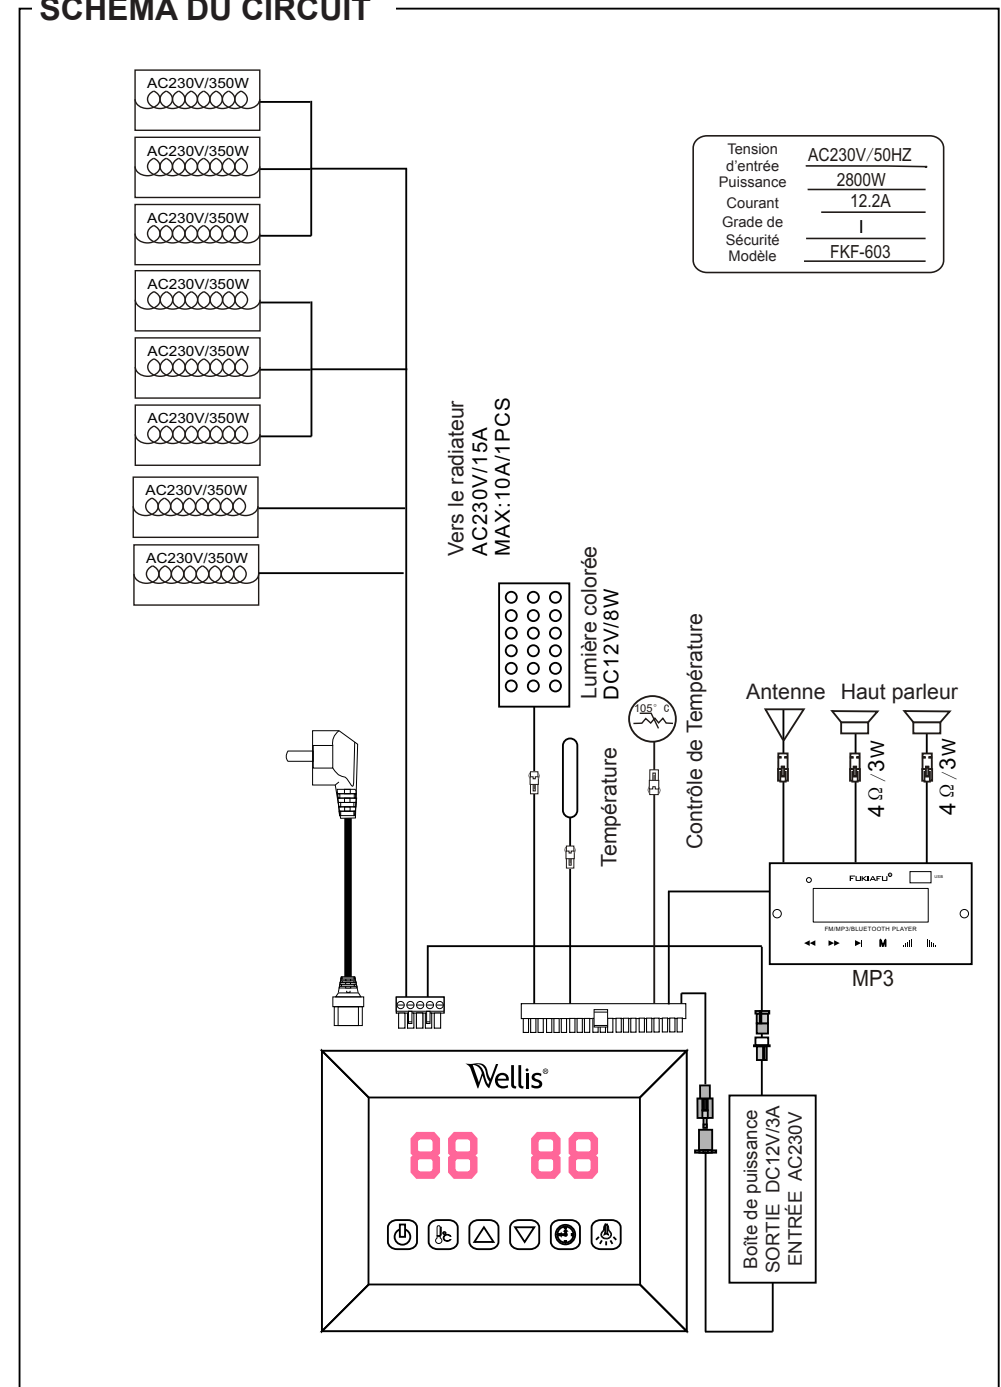 SCHÉMA DU CIRCUIT
AC230V/350W
AC230V/350W
AC230V/350W
AC230V/350W
AC230V/350W
AC230V/350W
AC230V/350W
AC230V/350W
Tension d'entrée AC230V/50HZ
Puissance 2800W
Courant 12.2A
Grade de Sécurité I
Modèle FKF-603
Vers le radiateur
AC230V/15A
MAX:10A/1PCS
Lumière colorée
DC12V/8W
Température
105° C
Contrôle de Température
Antenne
Haut parleur
4 Ω/3W
4 Ω/3W
FUKIAFU®
USB
FM/MP3/BLUETOOTH PLAYER
M
MP3
Wellis®
88 88
°C
Boîte de puissance
SORTIE DC12V/3A
ENTRÉE AC230V